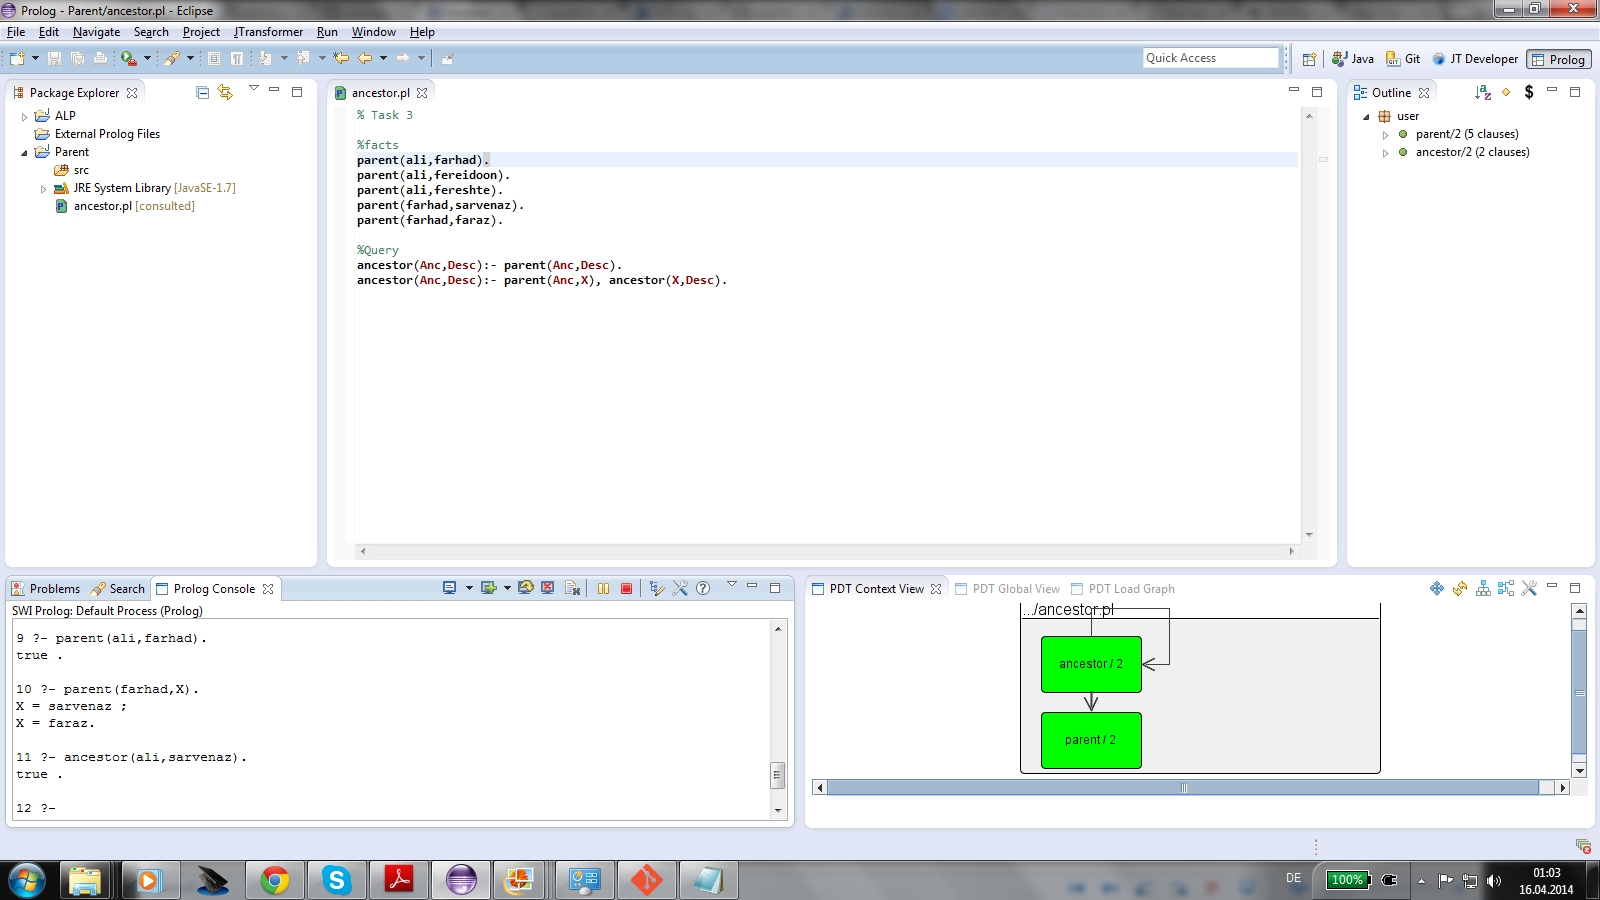 Prolog - Parent/ancestor.pl - Eclipse
File Edit Navigate Search Project JTransformer Run Window Help
Quick Access
Java Git JT Developer Prolog
Package Explorer
ALP
External Prolog Files
Parent
src
JRE System Library [JavaSE-1.7]
ancestor.pl [consulted]
ancestor.pl
% Task 3
%facts
parent(ali,farhad).
parent(ali,fereidoon).
parent(ali,fereshte).
parent(farhad,sarvenaz).
parent(farhad,faraz).
%Query
ancestor(Anc,Desc):- parent(Anc,Desc).
ancestor(Anc,Desc):- parent(Anc,X), ancestor(X,Desc).
Outline
user
parent/2 (5 clauses)
ancestor/2 (2 clauses)
Problems Search Prolog Console
SWI Prolog: Default Process (Prolog)
9 ?- parent(ali,farhad).
true .
10 ?- parent(farhad,X).
X = sarvenaz ;
X = faraz.
11 ?- ancestor(ali,sarvenaz).
true .
12 ?-
PDT Context View PDT Global View PDT Load Graph
.../ancestor.pl
ancestor / 2
parent / 2
DE
100%
01:03
16.04.2014